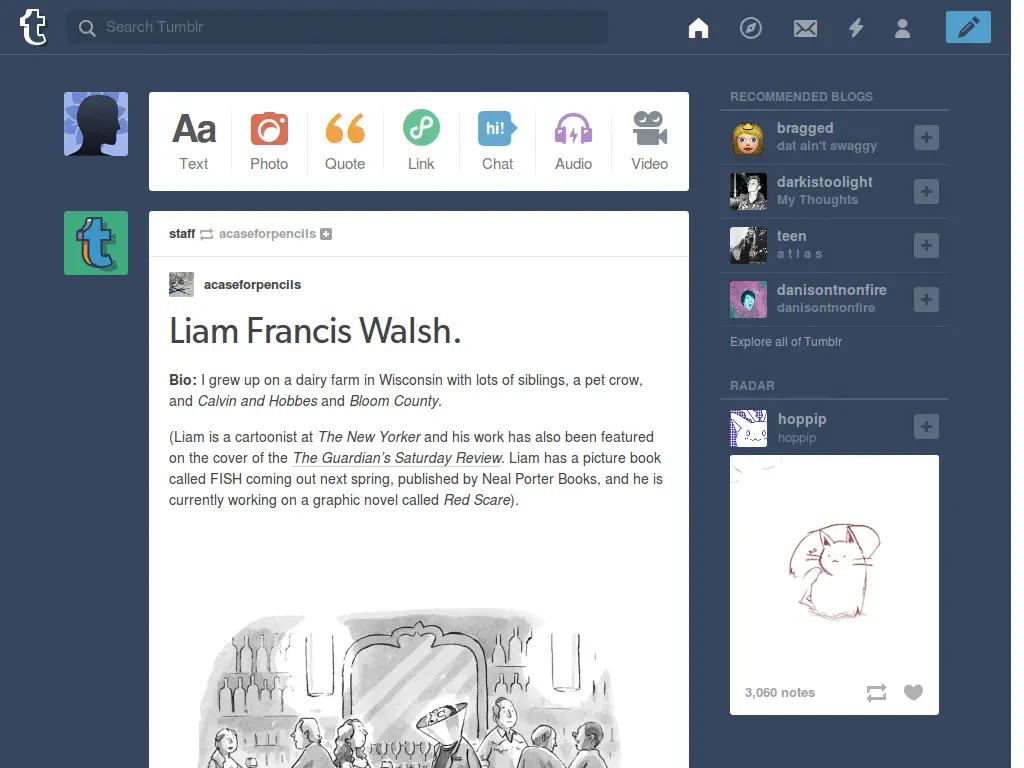 Search Tumblr
Aa
Text
Photo
Quote
Link
hi!
Chat
Audio
Video
staff acaseforpencils
acaseforpencils
Liam Francis Walsh.
Bio: I grew up on a dairy farm in Wisconsin with lots of siblings, a pet crow,
and Calvin and Hobbes and Bloom County.
(Liam is a cartoonist at The New Yorker and his work has also been featured
on the cover of the The Guardian’s Saturday Review. Liam has a picture book
called FISH coming out next spring, published by Neal Porter Books, and he is
currently working on a graphic novel called Red Scare).
RECOMMENDED BLOGS
bragged
dat ain't swaggy
darkistoolight
My Thoughts
teen
a t l a s
danisontnonfire
danisontnonfire
Explore all of Tumblr
RADAR
hoppip
hoppip
3,060 notes